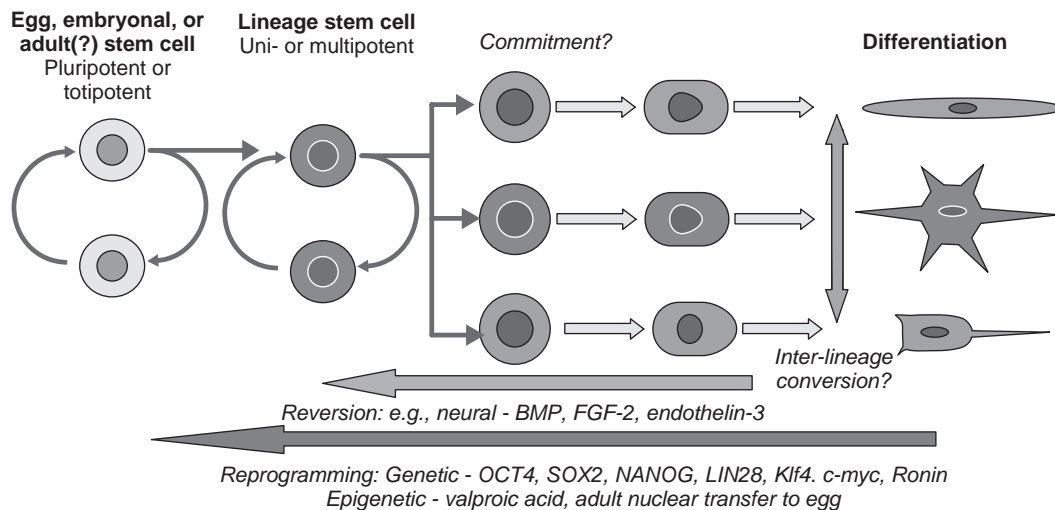 Egg, embryonal, or
adult(?) stem cell
Pluripotent or
totipotent
Lineage stem cell
Uni- or multipotent
Commitment?
Differentiation
Inter-lineage
conversion?
Reversion: e.g., neural - BMP, FGF-2, endothelin-3
Reprogramming: Genetic - OCT4, SOX2, NANOG, LIN28, Klf4. c-myc, Ronin
Epigenetic - valproic acid, adult nuclear transfer to egg